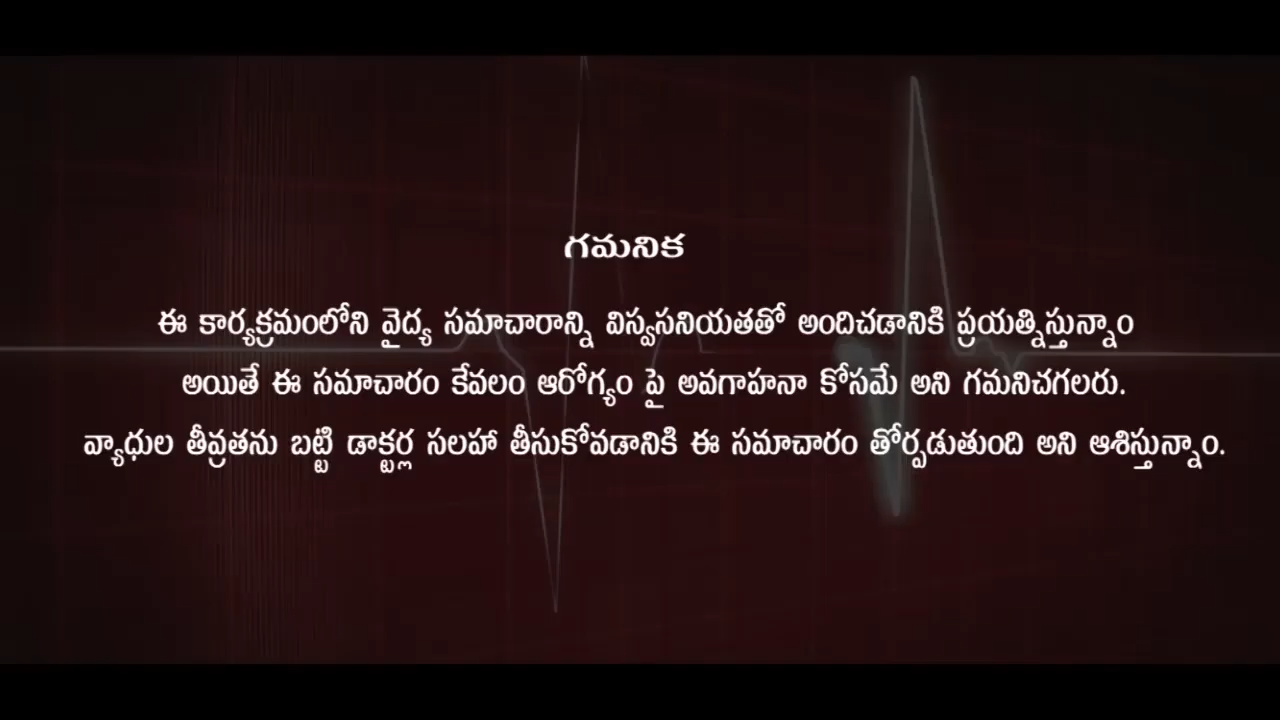 గమనిక
ఈ కార్యక్రమంలోని వైద్య సమాచారాన్ని విస్వసనియతతో అందిచడానికి ప్రయత్నిస్తున్నాం
అయితే ఈ సమాచారం కేవలం ఆరోగ్యం పై అవగాహనా కోసమే అని గమనిచగలరు.
వ్యాధుల తీవ్రతను బట్టి డాక్టర్ల సలహా తీసుకోవడానికి ఈ సమాచారం తోర్పడుతుంది అని ఆశిస్తున్నాం.